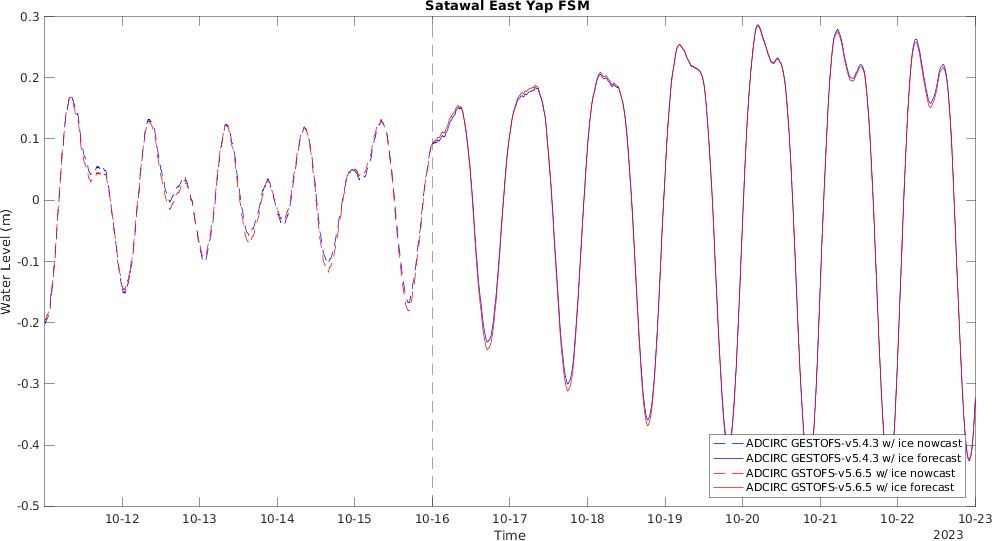 Satawal East Yap FSM
0.3
0.2
0.1
0
-0.1
-0.2
-0.3
-0.4
-0.5
Water Level (m)
ADCIRC GESTOFS-v5.4.3 w/ ice nowcast
ADCIRC GESTOFS-v5.4.3 w/ ice forecast
ADCIRC GSTOFS-v5.6.5 w/ ice nowcast
ADCIRC GSTOFS-v5.6.5 w/ ice forecast
10-12 10-13 10-14 10-15 10-16 10-17 10-18 10-19 10-20 10-21 10-22 10-23
Time
2023